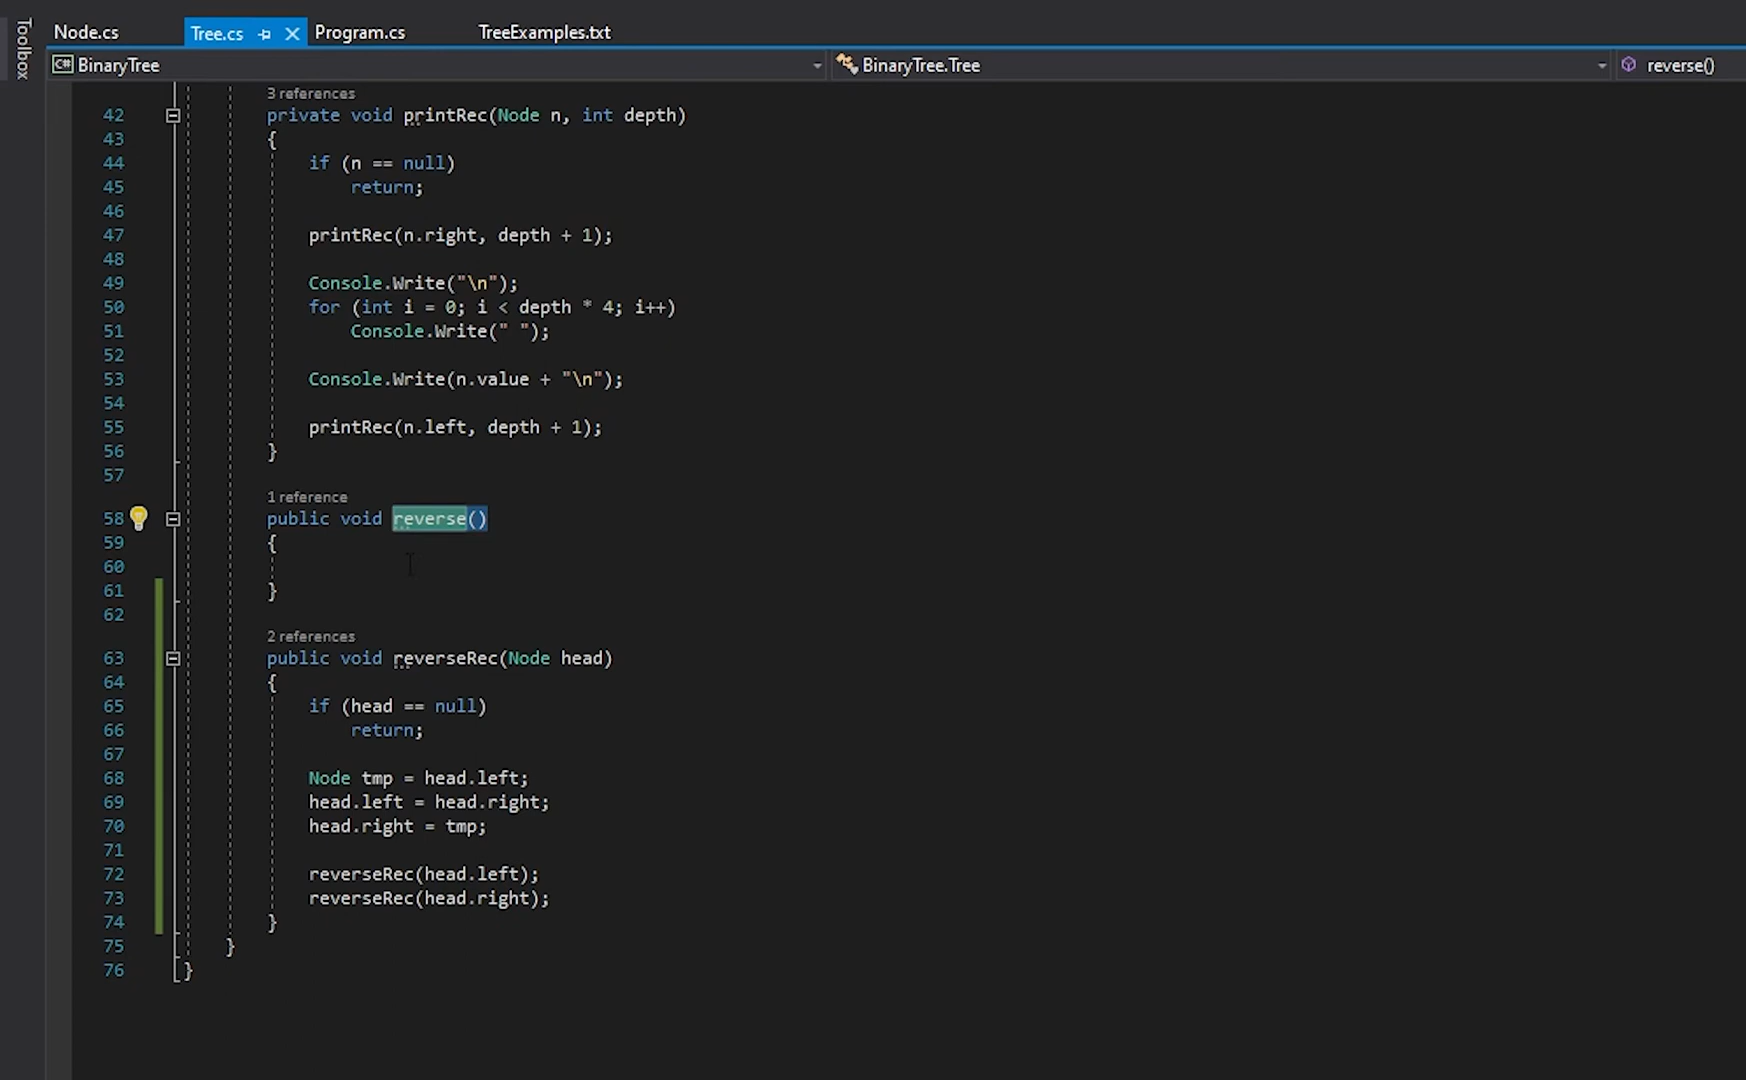 Toolbox
Node.cs Tree.cs Program.cs TreeExamples.txt
C# BinaryTree BinaryTree.Tree reverse()
3 references
42 private void printRec(Node n, int depth)
43 {
44 if (n == null)
45 return;
46
47 printRec(n.right, depth + 1);
48
49 Console.Write("\n");
50 for (int i = 0; i < depth * 4; i++)
51 Console.Write(" ");
52
53 Console.Write(n.value + "\n");
54
55 printRec(n.left, depth + 1);
56 }
57
1 reference
58 public void reverse()
59 {
60
61 }
62
2 references
63 public void reverseRec(Node head)
64 {
65 if (head == null)
66 return;
67
68 Node tmp = head.left;
69 head.left = head.right;
70 head.right = tmp;
71
72 reverseRec(head.left);
73 reverseRec(head.right);
74 }
75 }
76 }